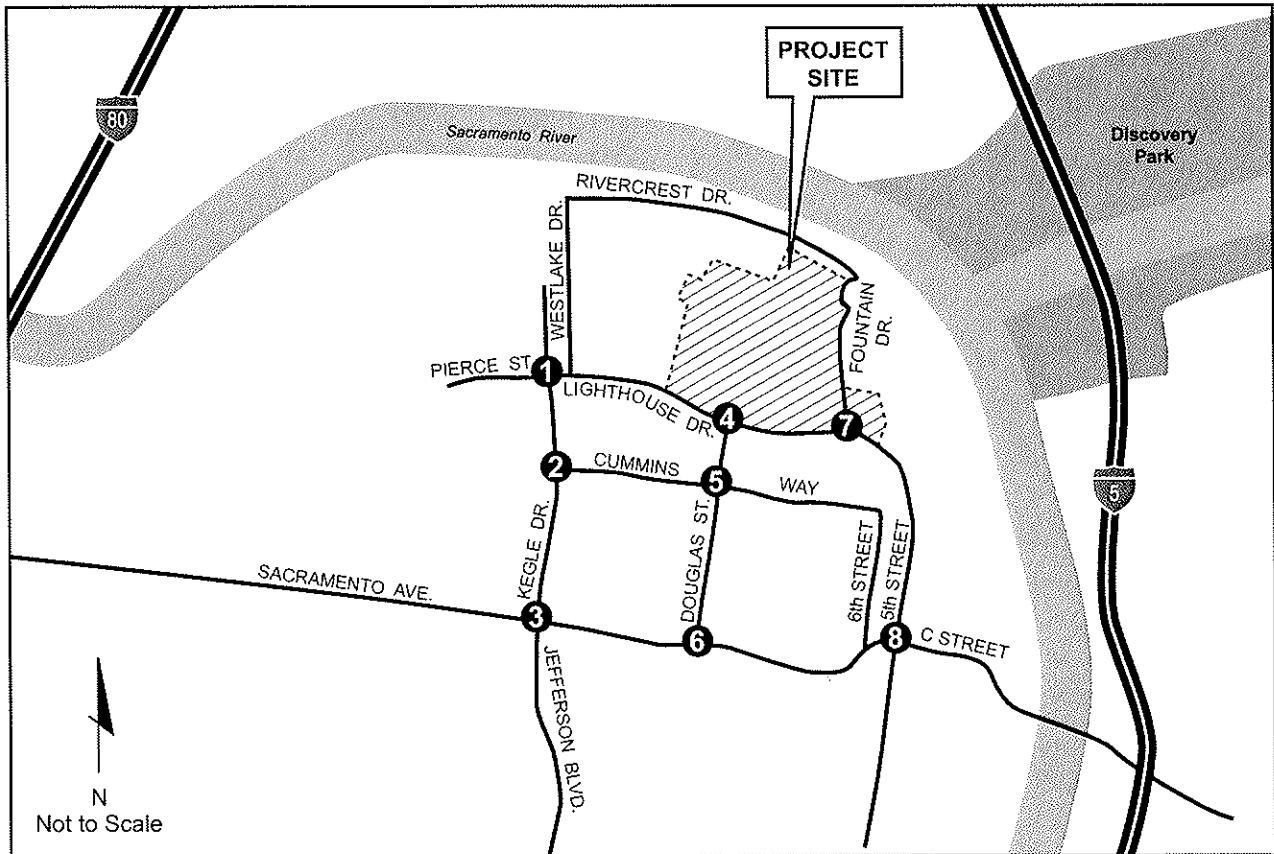 PROJECT
SITE
80
Sacramento River
Discovery
Park
RIVERCREST DR.
WESTLAKE DR.
FOUNTAIN
DR.
PIERCE ST.
1
LIGHTHOUSE DR.
4
7
2
CUMMINS
5
WAY
5
KEGLE DR.
DOUGLAS ST.
6th STREET
5th STREET
SACRAMENTO AVE.
3
6
8
C STREET
JEFFERSON BLVD.
N
Not to Scale